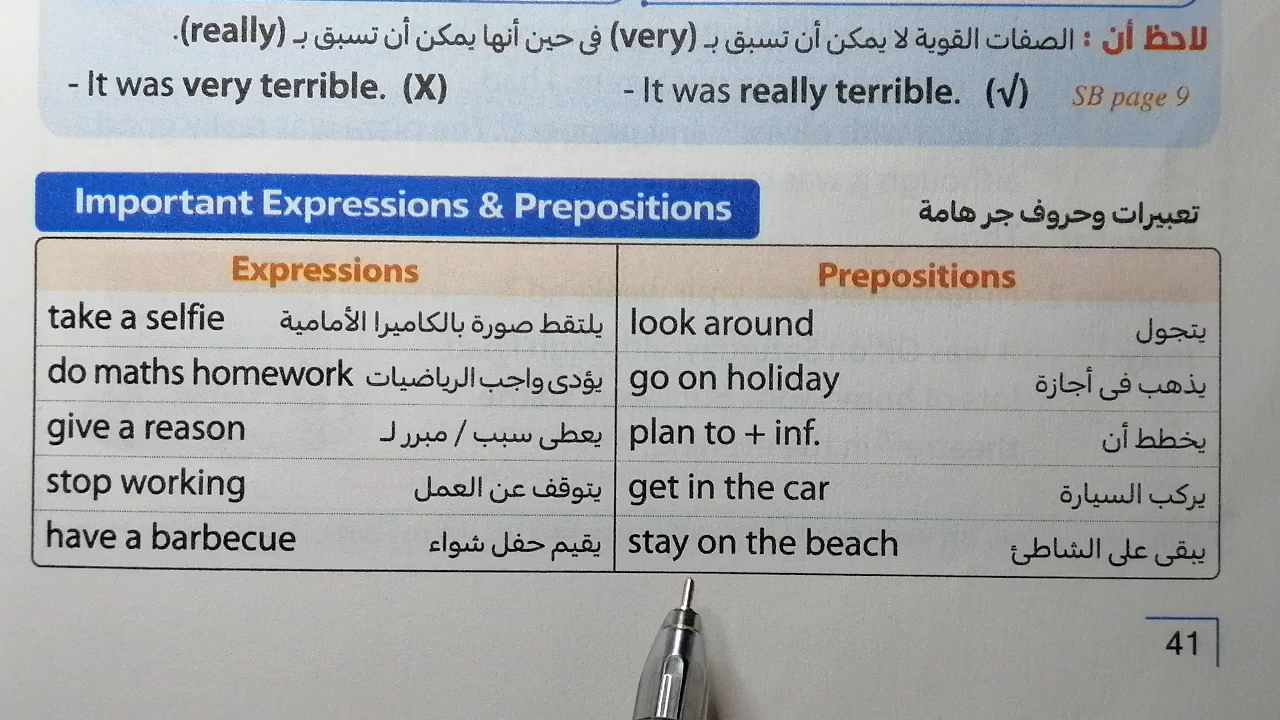 لاحظ أن : الصفات القوية لا يمكن أن تسبق بـ (very) فى حين أنها يمكن أن تسبق بـ (really).
- It was very terrible. (X) - It was really terrible. (√) SB page 9
Important Expressions & Prepositions تعبيرات وحروف جر هامة
Expressions Prepositions
take a selfie يلتقط صورة بالكاميرا الأمامية look around يتجول
do maths homework يؤدى واجب الرياضيات go on holiday يذهب فى أجازة
give a reason يعطى سبب / مبرر لـ plan to + inf. يخطط أن
stop working يتوقف عن العمل get in the car يركب السيارة
have a barbecue يقيم حفل شواء stay on the beach يبقى على الشاطئ
41